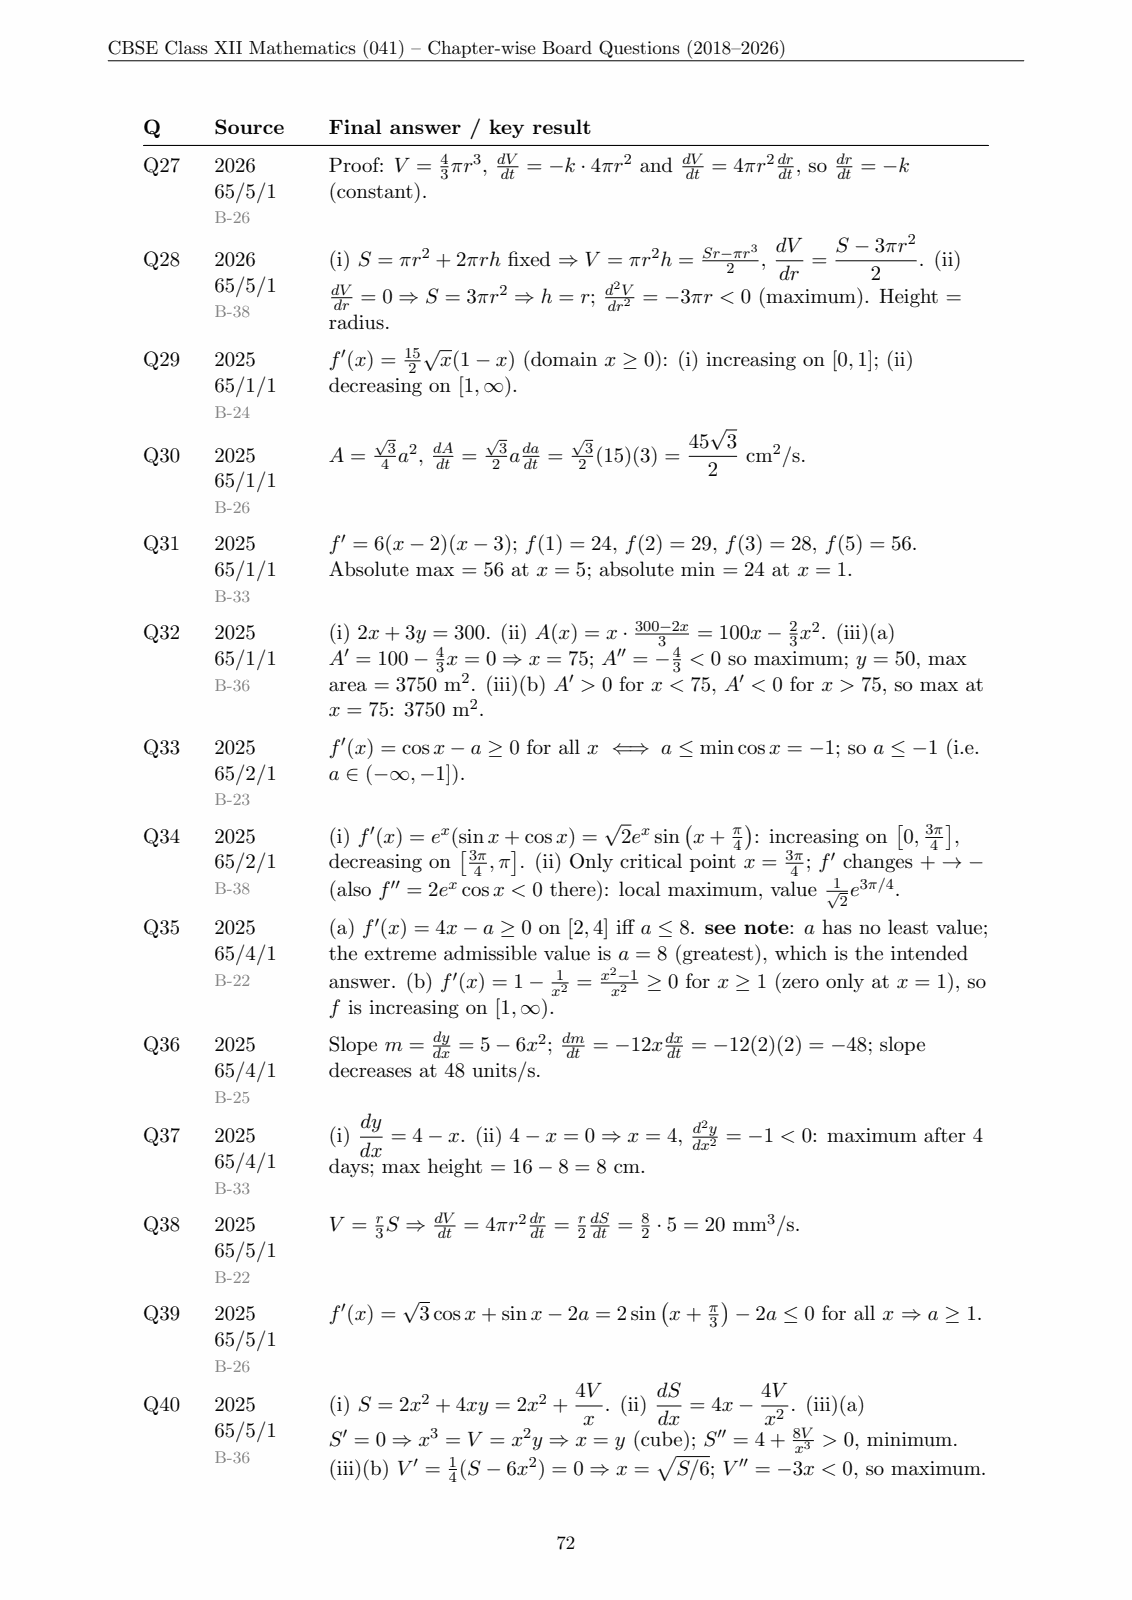 CBSE Class XII Mathematics (041) – Chapter-wise Board Questions (2018–2026)
Q Source Final answer / key result
Q27 2026 Proof: V = 4/3 πr³, dV/dt = −k · 4πr² and dV/dt = 4πr² dr/dt, so dr/dt = −k
65/5/1 (constant).
B-26
Q28 2026 (i) S = πr² + 2πrh fixed ⇒ V = πr²h = (Sr−πr³)/2, dV/dr = (S − 3πr²)/2. (ii)
65/5/1 dV/dr = 0 ⇒ S = 3πr² ⇒ h = r; d²V/dr² = −3πr < 0 (maximum). Height =
B-38 radius.
Q29 2025 f′(x) = 15/2 √x(1 − x) (domain x ≥ 0): (i) increasing on [0, 1]; (ii)
65/1/1 decreasing on [1, ∞).
B-24
Q30 2025 A = √3/4 a², dA/dt = √3/2 a da/dt = √3/2 (15)(3) = 45√3/2 cm²/s.
65/1/1
B-26
Q31 2025 f′ = 6(x − 2)(x − 3); f(1) = 24, f(2) = 29, f(3) = 28, f(5) = 56.
65/1/1 Absolute max = 56 at x = 5; absolute min = 24 at x = 1.
B-33
Q32 2025 (i) 2x + 3y = 300. (ii) A(x) = x · (300−2x)/3 = 100x − 2/3 x². (iii)(a)
65/1/1 A′ = 100 − 4/3 x = 0 ⇒ x = 75; A″ = −4/3 < 0 so maximum; y = 50, max
B-36 area = 3750 m². (iii)(b) A′ > 0 for x < 75, A′ < 0 for x > 75, so max at
x = 75: 3750 m².
Q33 2025 f′(x) = cos x − a ≥ 0 for all x ⟺ a ≤ min cos x = −1; so a ≤ −1 (i.e.
65/2/1 a ∈ (−∞, −1]).
B-23
Q34 2025 (i) f′(x) = eˣ(sin x + cos x) = √2eˣ sin (x + π/4): increasing on [0, 3π/4],
65/2/1 decreasing on [3π/4, π]. (ii) Only critical point x = 3π/4; f′ changes + → −
B-38 (also f″ = 2eˣ cos x < 0 there): local maximum, value 1/√2 e^{3π/4}.
Q35 2025 (a) f′(x) = 4x − a ≥ 0 on [2, 4] iff a ≤ 8. see note: a has no least value;
65/4/1 the extreme admissible value is a = 8 (greatest), which is the intended
B-22 answer. (b) f′(x) = 1 − 1/x² = (x²−1)/x² ≥ 0 for x ≥ 1 (zero only at x = 1), so
f is increasing on [1, ∞).
Q36 2025 Slope m = dy/dx = 5 − 6x²; dm/dt = −12x dx/dt = −12(2)(2) = −48; slope
65/4/1 decreases at 48 units/s.
B-25
Q37 2025 (i) dy/dx = 4 − x. (ii) 4 − x = 0 ⇒ x = 4, d²y/dx² = −1 < 0: maximum after 4
65/4/1 days; max height = 16 − 8 = 8 cm.
B-33
Q38 2025 V = r/3 S ⇒ dV/dt = 4πr² dr/dt = r/2 dS/dt = 8/2 · 5 = 20 mm³/s.
65/5/1
B-22
Q39 2025 f′(x) = √3 cos x + sin x − 2a = 2 sin (x + π/3) − 2a ≤ 0 for all x ⇒ a ≥ 1.
65/5/1
B-26
Q40 2025 (i) S = 2x² + 4xy = 2x² + 4V/x. (ii) dS/dx = 4x − 4V/x². (iii)(a)
65/5/1 S′ = 0 ⇒ x³ = V = x²y ⇒ x = y (cube); S″ = 4 + 8V/x³ > 0, minimum.
B-36 (iii)(b) V′ = 1/4 (S − 6x²) = 0 ⇒ x = √(S/6); V″ = −3x < 0, so maximum.
72